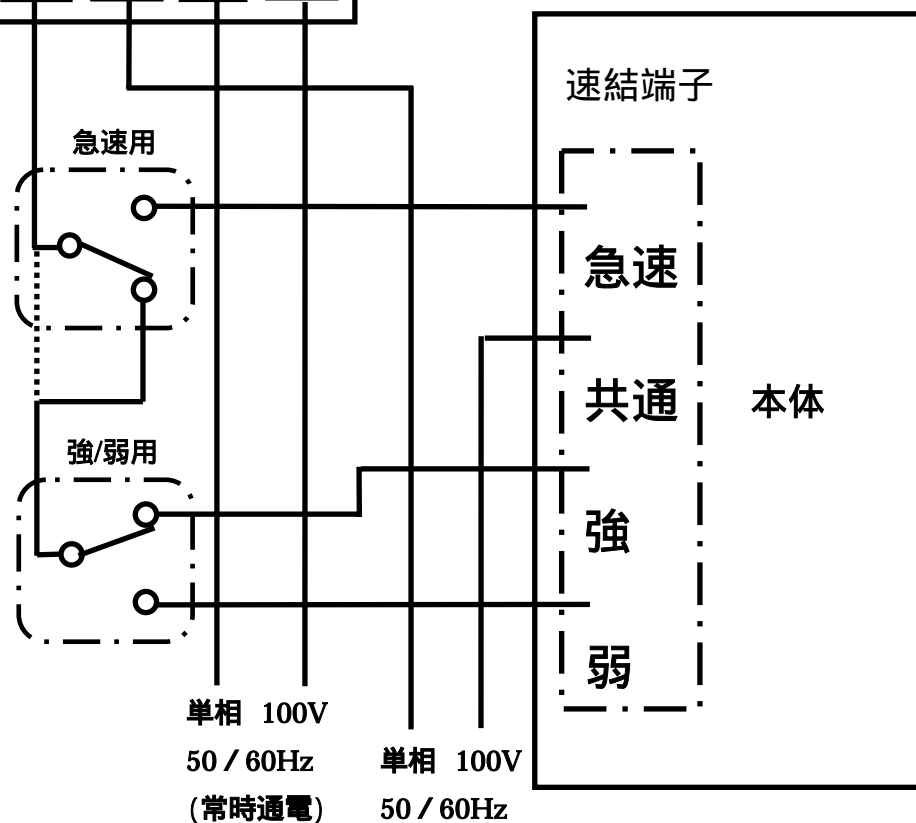 速結端子
急速用
急速
共通
本体
強/弱用
強
弱
単相 100V
50 / 60Hz
(常時通電)
単相 100V
50 / 60Hz